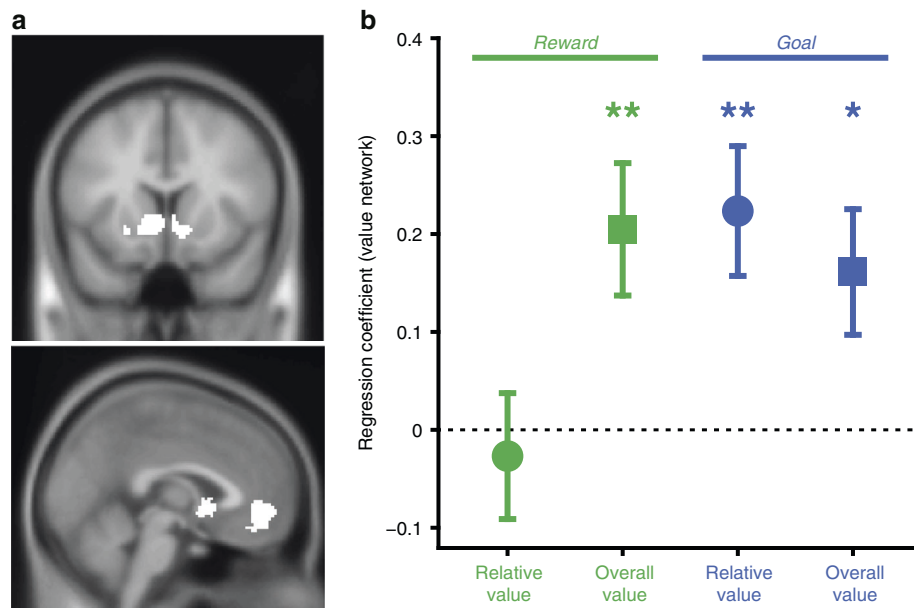 a
b
Regression coefficient (value network)
0.4
0.3
0.2
0.1
0
−0.1
Reward
Goal
**
**
*
Relative
value
Overall
value
Relative
value
Overall
value